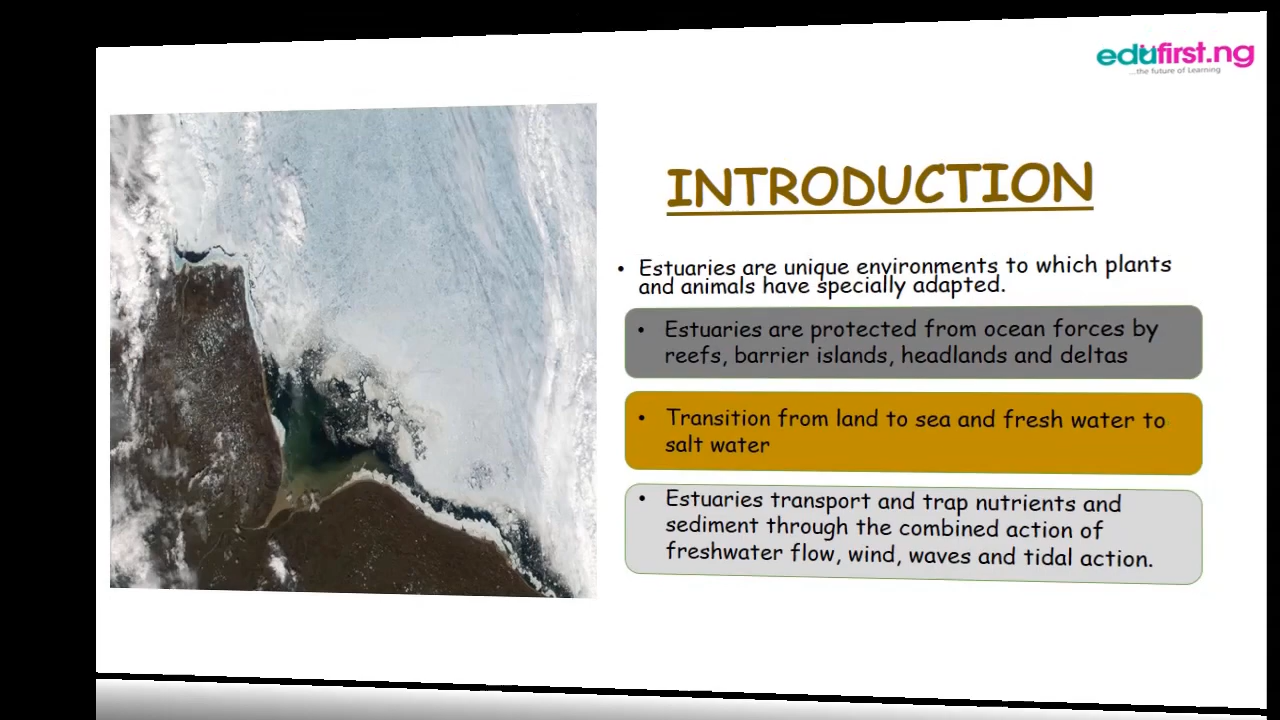 edufirst.ng
...the future of Learning
INTRODUCTION
• Estuaries are unique environments to which plants
and animals have specially adapted.
• Estuaries are protected from ocean forces by
reefs, barrier islands, headlands and deltas
• Transition from land to sea and fresh water to
salt water
• Estuaries transport and trap nutrients and
sediment through the combined action of
freshwater flow, wind, waves and tidal action.